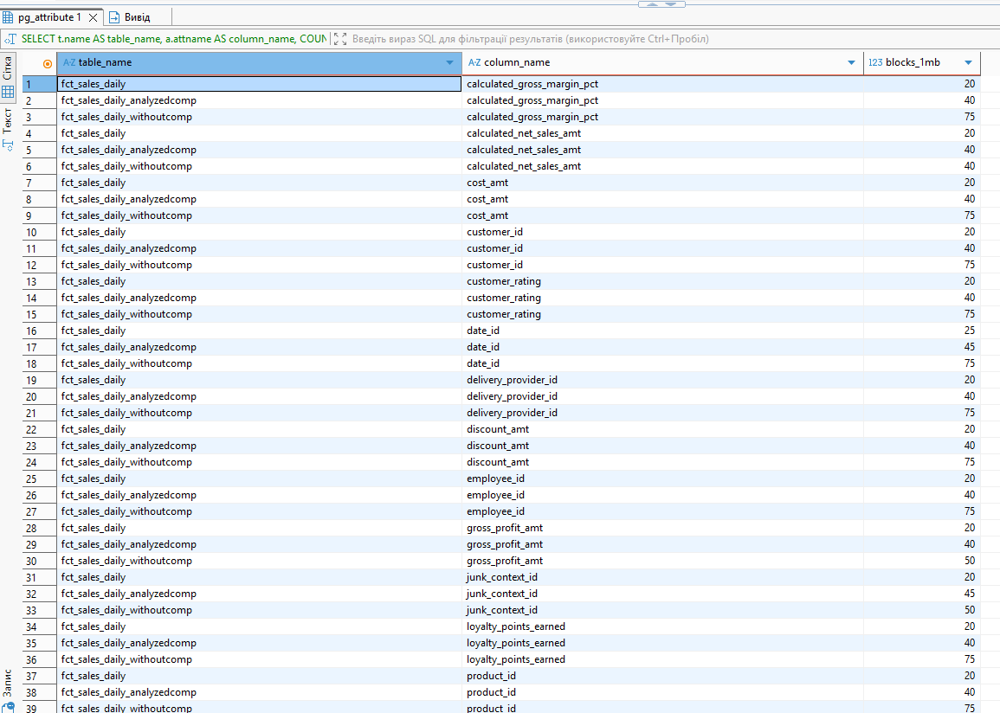 pg_attribute 1 Вивід
SELECT t.name AS table_name, a.attname AS column_name, COUN Введіть вираз SQL для фільтрації результатів (використовуйте Ctrl+Пробіл)
Сітка
Текст
Запис
A-Z table_name A-Z column_name 123 blocks_1mb
1 fct_sales_daily calculated_gross_margin_pct 20
2 fct_sales_daily_analyzedcomp calculated_gross_margin_pct 40
3 fct_sales_daily_withoutcomp calculated_gross_margin_pct 75
4 fct_sales_daily calculated_net_sales_amt 20
5 fct_sales_daily_analyzedcomp calculated_net_sales_amt 40
6 fct_sales_daily_withoutcomp calculated_net_sales_amt 40
7 fct_sales_daily cost_amt 20
8 fct_sales_daily_analyzedcomp cost_amt 40
9 fct_sales_daily_withoutcomp cost_amt 75
10 fct_sales_daily customer_id 20
11 fct_sales_daily_analyzedcomp customer_id 40
12 fct_sales_daily_withoutcomp customer_id 75
13 fct_sales_daily customer_rating 20
14 fct_sales_daily_analyzedcomp customer_rating 40
15 fct_sales_daily_withoutcomp customer_rating 75
16 fct_sales_daily date_id 25
17 fct_sales_daily_analyzedcomp date_id 45
18 fct_sales_daily_withoutcomp date_id 75
19 fct_sales_daily delivery_provider_id 20
20 fct_sales_daily_analyzedcomp delivery_provider_id 40
21 fct_sales_daily_withoutcomp delivery_provider_id 75
22 fct_sales_daily discount_amt 20
23 fct_sales_daily_analyzedcomp discount_amt 40
24 fct_sales_daily_withoutcomp discount_amt 75
25 fct_sales_daily employee_id 20
26 fct_sales_daily_analyzedcomp employee_id 40
27 fct_sales_daily_withoutcomp employee_id 75
28 fct_sales_daily gross_profit_amt 20
29 fct_sales_daily_analyzedcomp gross_profit_amt 40
30 fct_sales_daily_withoutcomp gross_profit_amt 50
31 fct_sales_daily junk_context_id 20
32 fct_sales_daily_analyzedcomp junk_context_id 45
33 fct_sales_daily_withoutcomp junk_context_id 50
34 fct_sales_daily loyalty_points_earned 20
35 fct_sales_daily_analyzedcomp loyalty_points_earned 40
36 fct_sales_daily_withoutcomp loyalty_points_earned 75
37 fct_sales_daily product_id 20
38 fct_sales_daily_analyzedcomp product_id 40
39 fct_sales_daily_withoutcomp product_id 75